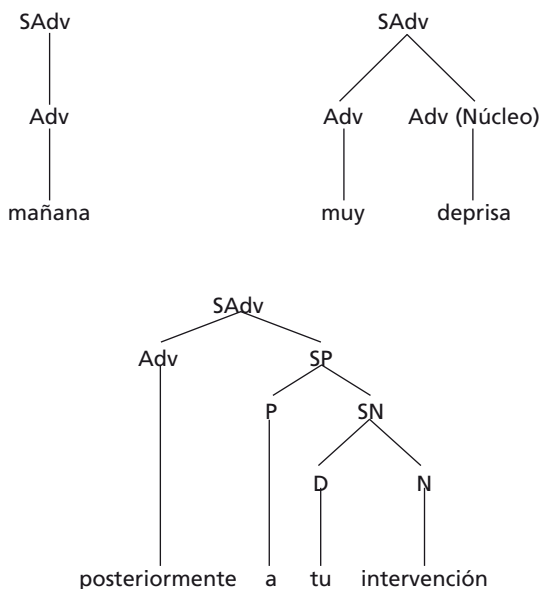 SAdv
Adv
mañana
SAdv
Adv Adv (Núcleo)
muy deprisa
SAdv
Adv SP
P SN
D N
posteriormente a tu intervención